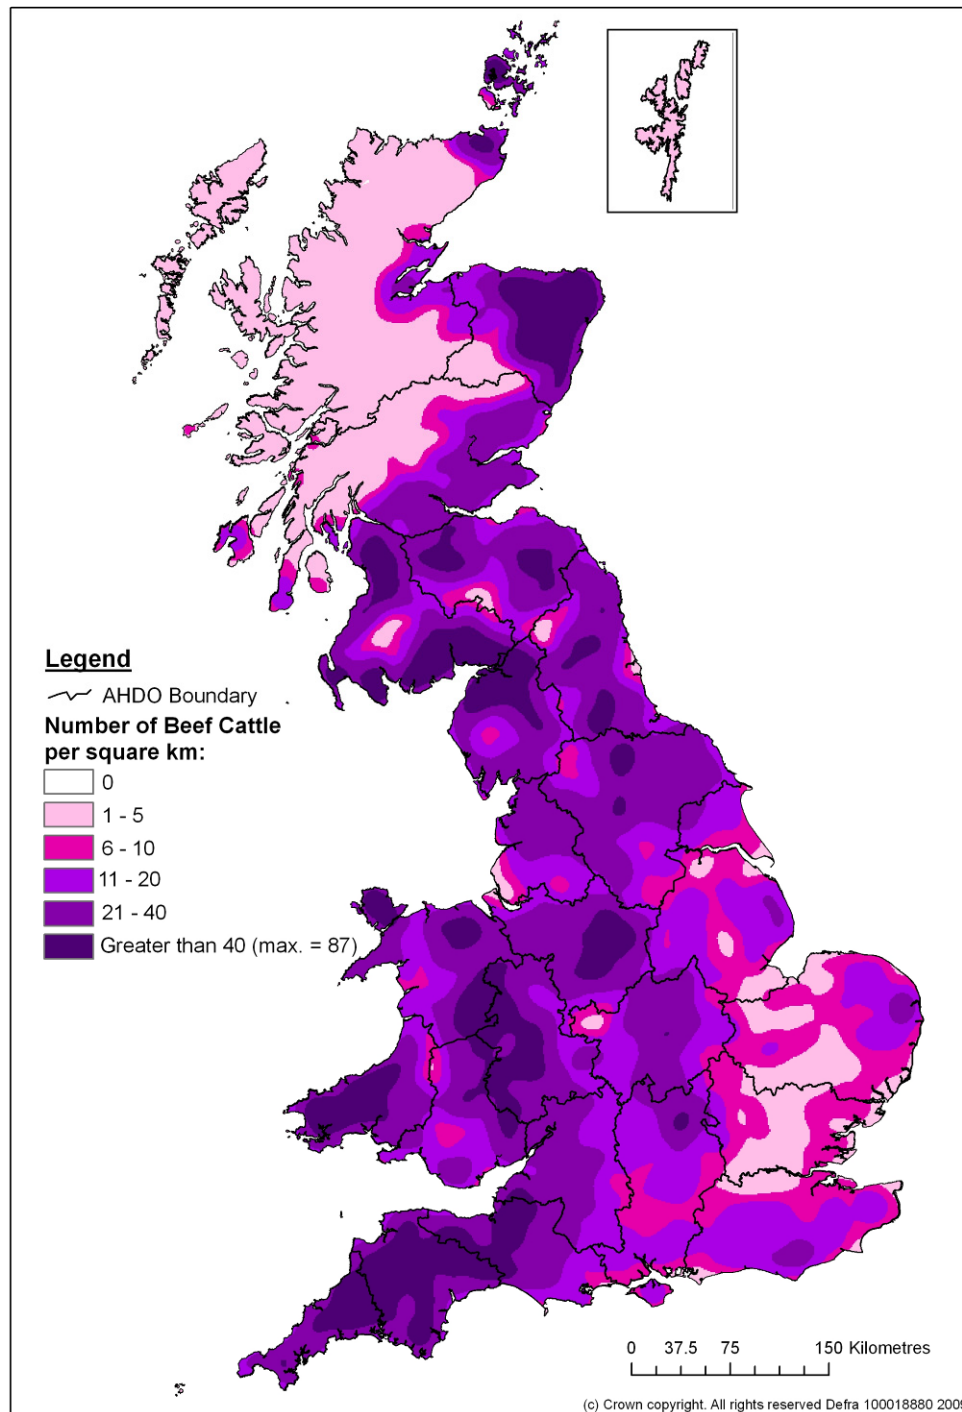 Legend
AHDO Boundary
Number of Beef Cattle
per square km:
0
1 - 5
6 - 10
11 - 20
21 - 40
Greater than 40 (max. = 87)
0 37.5 75 150 Kilometres
(c) Crown copyright. All rights reserved Defra 100018880 2009